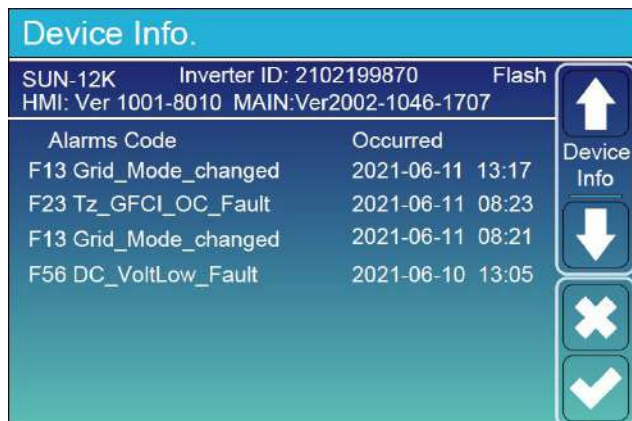 Device Info.
SUN-12K Inverter ID: 2102199870 Flash
HMI: Ver 1001-8010 MAIN:Ver2002-1046-1707
Alarms Code Occurred
F13 Grid_Mode_changed 2021-06-11 13:17
F23 Tz_GFCI_OC_Fault 2021-06-11 08:23
F13 Grid_Mode_changed 2021-06-11 08:21
F56 DC_VoltLow_Fault 2021-06-10 13:05
Device
Info